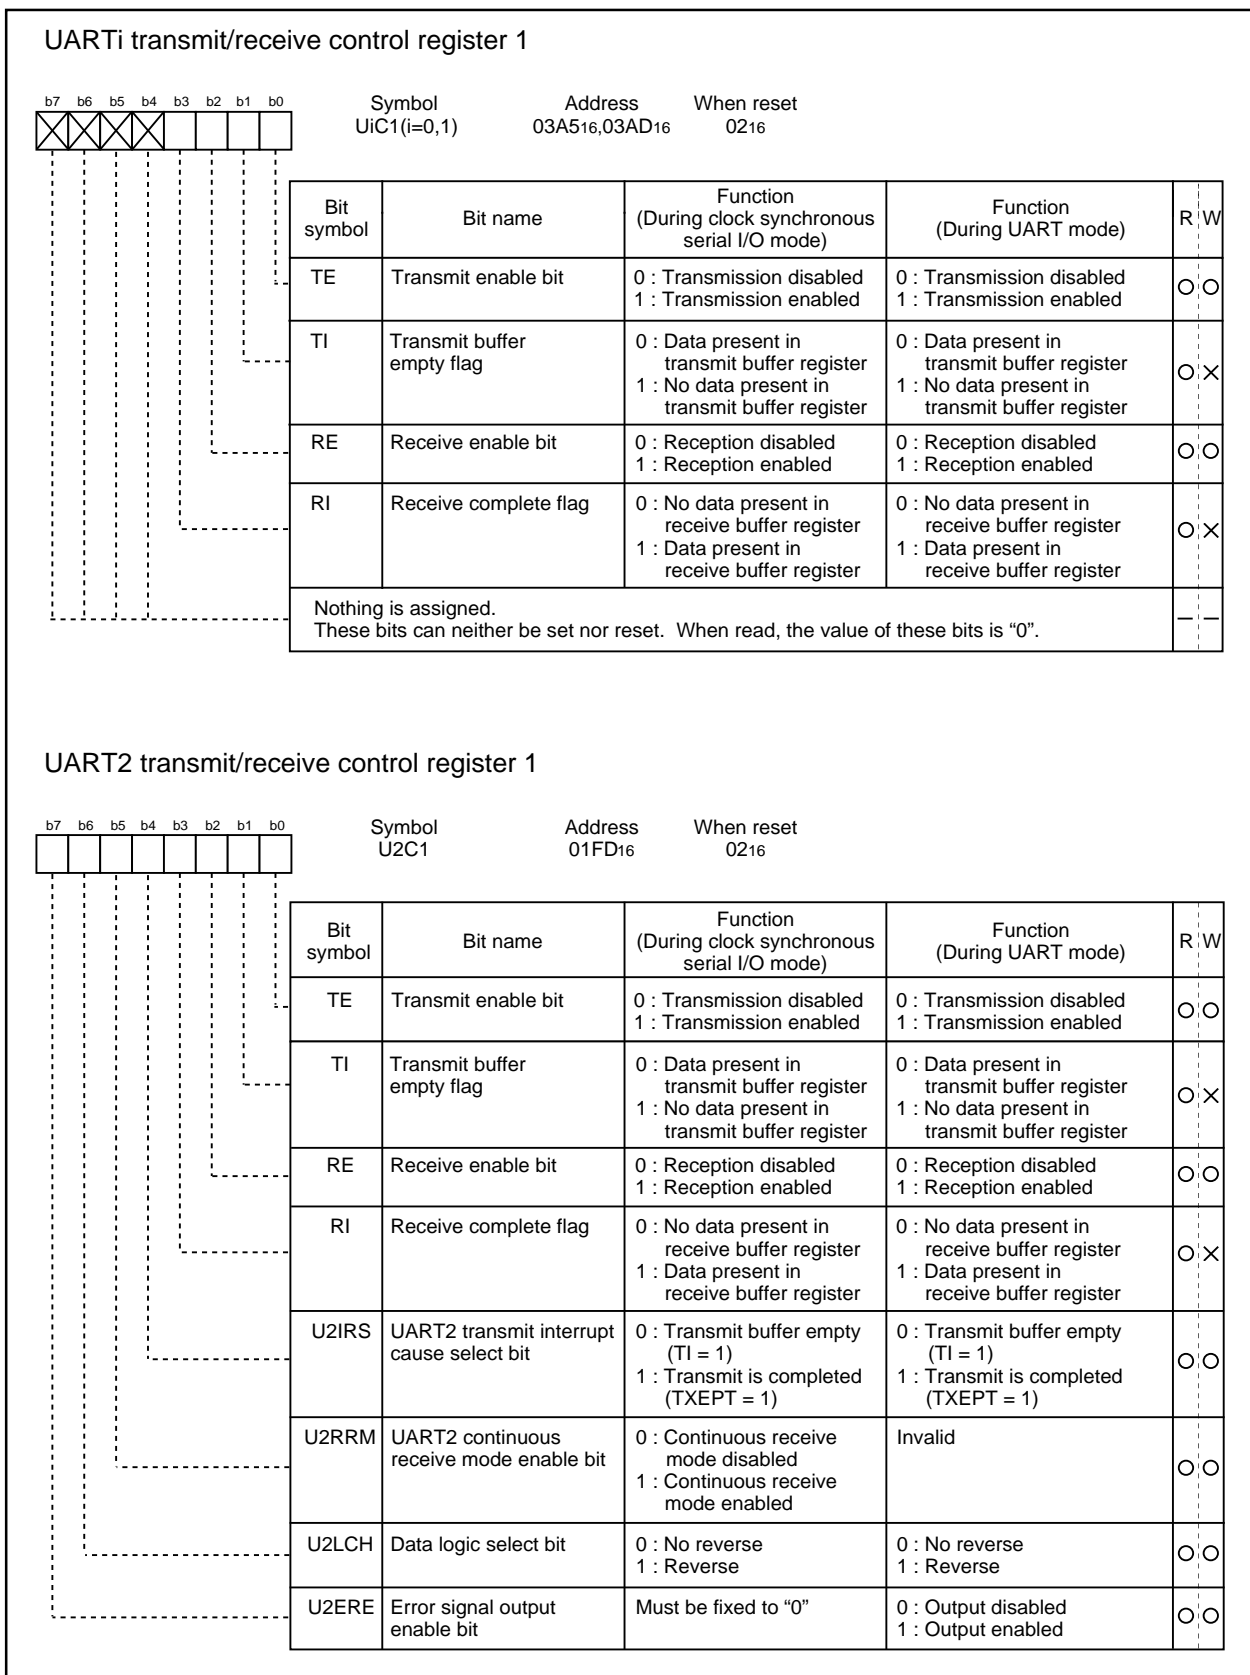 UARTi transmit/receive control register 1
b7 b6 b5 b4 b3 b2 b1 b0
Symbol Address When reset
UiC1(i=0,1) 03A516,03AD16 0216
Bit symbol Bit name Function (During clock synchronous serial I/O mode) Function (During UART mode) R W
TE Transmit enable bit 0 : Transmission disabled 0 : Transmission disabled
1 : Transmission enabled 1 : Transmission enabled
TI Transmit buffer 0 : Data present in 0 : Data present in
empty flag transmit buffer register transmit buffer register
1 : No data present in 1 : No data present in
transmit buffer register transmit buffer register
RE Receive enable bit 0 : Reception disabled 0 : Reception disabled
1 : Reception enabled 1 : Reception enabled
RI Receive complete flag 0 : No data present in 0 : No data present in
receive buffer register receive buffer register
1 : Data present in 1 : Data present in
receive buffer register receive buffer register
Nothing is assigned.
These bits can neither be set nor reset. When read, the value of these bits is “0”.
UART2 transmit/receive control register 1
b7 b6 b5 b4 b3 b2 b1 b0
Symbol Address When reset
U2C1 01FD16 0216
Bit symbol Bit name Function (During clock synchronous serial I/O mode) Function (During UART mode) R W
TE Transmit enable bit 0 : Transmission disabled 0 : Transmission disabled
1 : Transmission enabled 1 : Transmission enabled
TI Transmit buffer 0 : Data present in 0 : Data present in
empty flag transmit buffer register transmit buffer register
1 : No data present in 1 : No data present in
transmit buffer register transmit buffer register
RE Receive enable bit 0 : Reception disabled 0 : Reception disabled
1 : Reception enabled 1 : Reception enabled
RI Receive complete flag 0 : No data present in 0 : No data present in
receive buffer register receive buffer register
1 : Data present in 1 : Data present in
receive buffer register receive buffer register
U2IRS UART2 transmit interrupt 0 : Transmit buffer empty 0 : Transmit buffer empty
cause select bit (TI = 1) (TI = 1)
1 : Transmit is completed 1 : Transmit is completed
(TXEPT = 1) (TXEPT = 1)
U2RRM UART2 continuous 0 : Continuous receive Invalid
receive mode enable bit mode disabled
1 : Continuous receive
mode enabled
U2LCH Data logic select bit 0 : No reverse 0 : No reverse
1 : Reverse 1 : Reverse
U2ERE Error signal output Must be fixed to “0” 0 : Output disabled
enable bit 1 : Output enabled